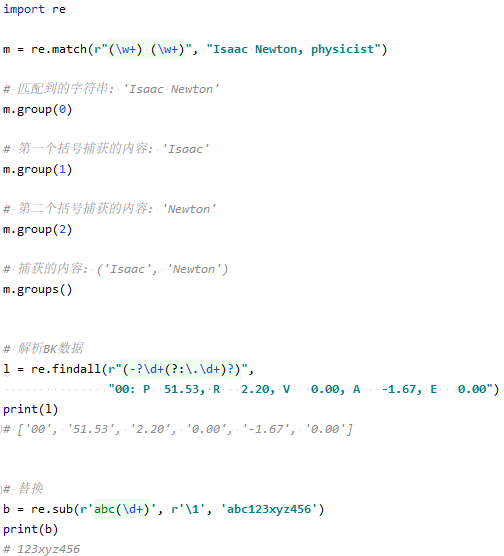 import re
m = re.match(r"(\w+) (\w+)", "Isaac Newton, physicist")
# 匹配到的字符串: 'Isaac Newton'
m.group(0)
# 第一个括号捕获的内容: 'Isaac'
m.group(1)
# 第二个括号捕获的内容: 'Newton'
m.group(2)
# 捕获的内容: ('Isaac', 'Newton')
m.groups()
# 解析BK数据
l = re.findall(r"(-?\d+(?:\.\d+)?)",
"00: P  51.53, R   2.20, V   0.00, A   -1.67, E   0.00")
print(l)
# ['00', '51.53', '2.20', '0.00', '-1.67', '0.00']
# 替换
b = re.sub(r'abc(\d+)', r'\1', 'abc123xyz456')
print(b)
# 123xyz456